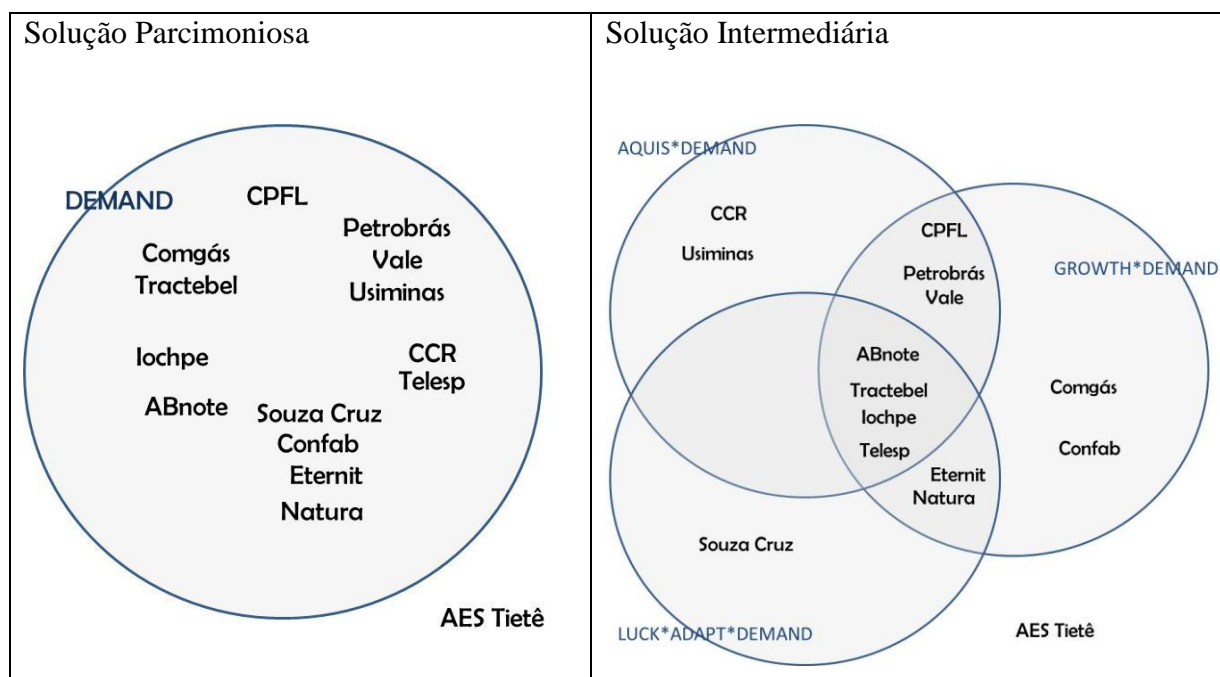 Solução Parcimoniosa
DEMAND
CPFL
Petrobrás
Comgás
Vale
Tractebel
Usiminas
Iochpe
CCR
Telesp
ABnote
Souza Cruz
Confab
Eternit
Natura
AES Tietê
Solução Intermediária
AQUIS*DEMAND
CCR
CPFL
Usiminas
Petrobrás
GROWTH*DEMAND
Vale
ABnote
Tractebel
Comgás
Iochpe
Telesp
Confab
Eternit
Natura
Souza Cruz
LUCK*ADAPT*DEMAND
AES Tietê